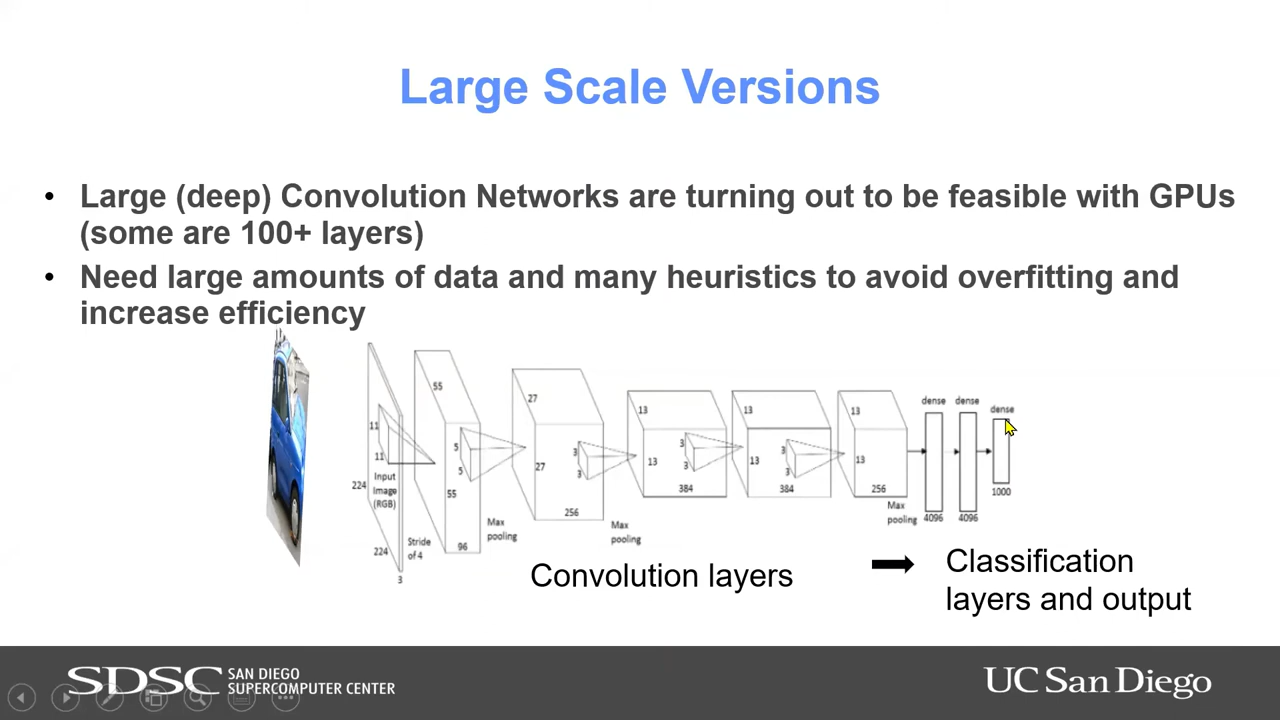 Large Scale Versions
• Large (deep) Convolution Networks are turning out to be feasible with GPUs
(some are 100+ layers)
• Need large amounts of data and many heuristics to avoid overfitting and
increase efficiency
11
11
224
224
3
Input
Image
(RGB)
Stride
of 4
55
55
96
5
5
Max
pooling
27
27
256
3
3
Max
pooling
13
13
384
3
3
13
13
384
3
3
13
13
256
Max
pooling
dense
4096
dense
4096
dense
1000
Convolution layers
Classification
layers and output
SDSC SAN DIEGO
SUPERCOMPUTER CENTER
UC San Diego